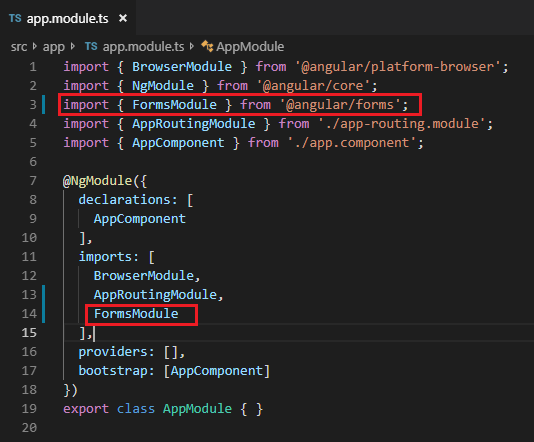 TS app.module.ts ×
src > app > TS app.module.ts > AppModule
1 import { BrowserModule } from '@angular/platform-browser';
2 import { NgModule } from '@angular/core';
3 import { FormsModule } from '@angular/forms';
4 import { AppRoutingModule } from './app-routing.module';
5 import { AppComponent } from './app.component';
6
7 @NgModule({
8   declarations: [
9     AppComponent
10   ],
11   imports: [
12     BrowserModule,
13     AppRoutingModule,
14     FormsModule
15   ],
16   providers: [],
17   bootstrap: [AppComponent]
18 })
19 export class AppModule { }
20